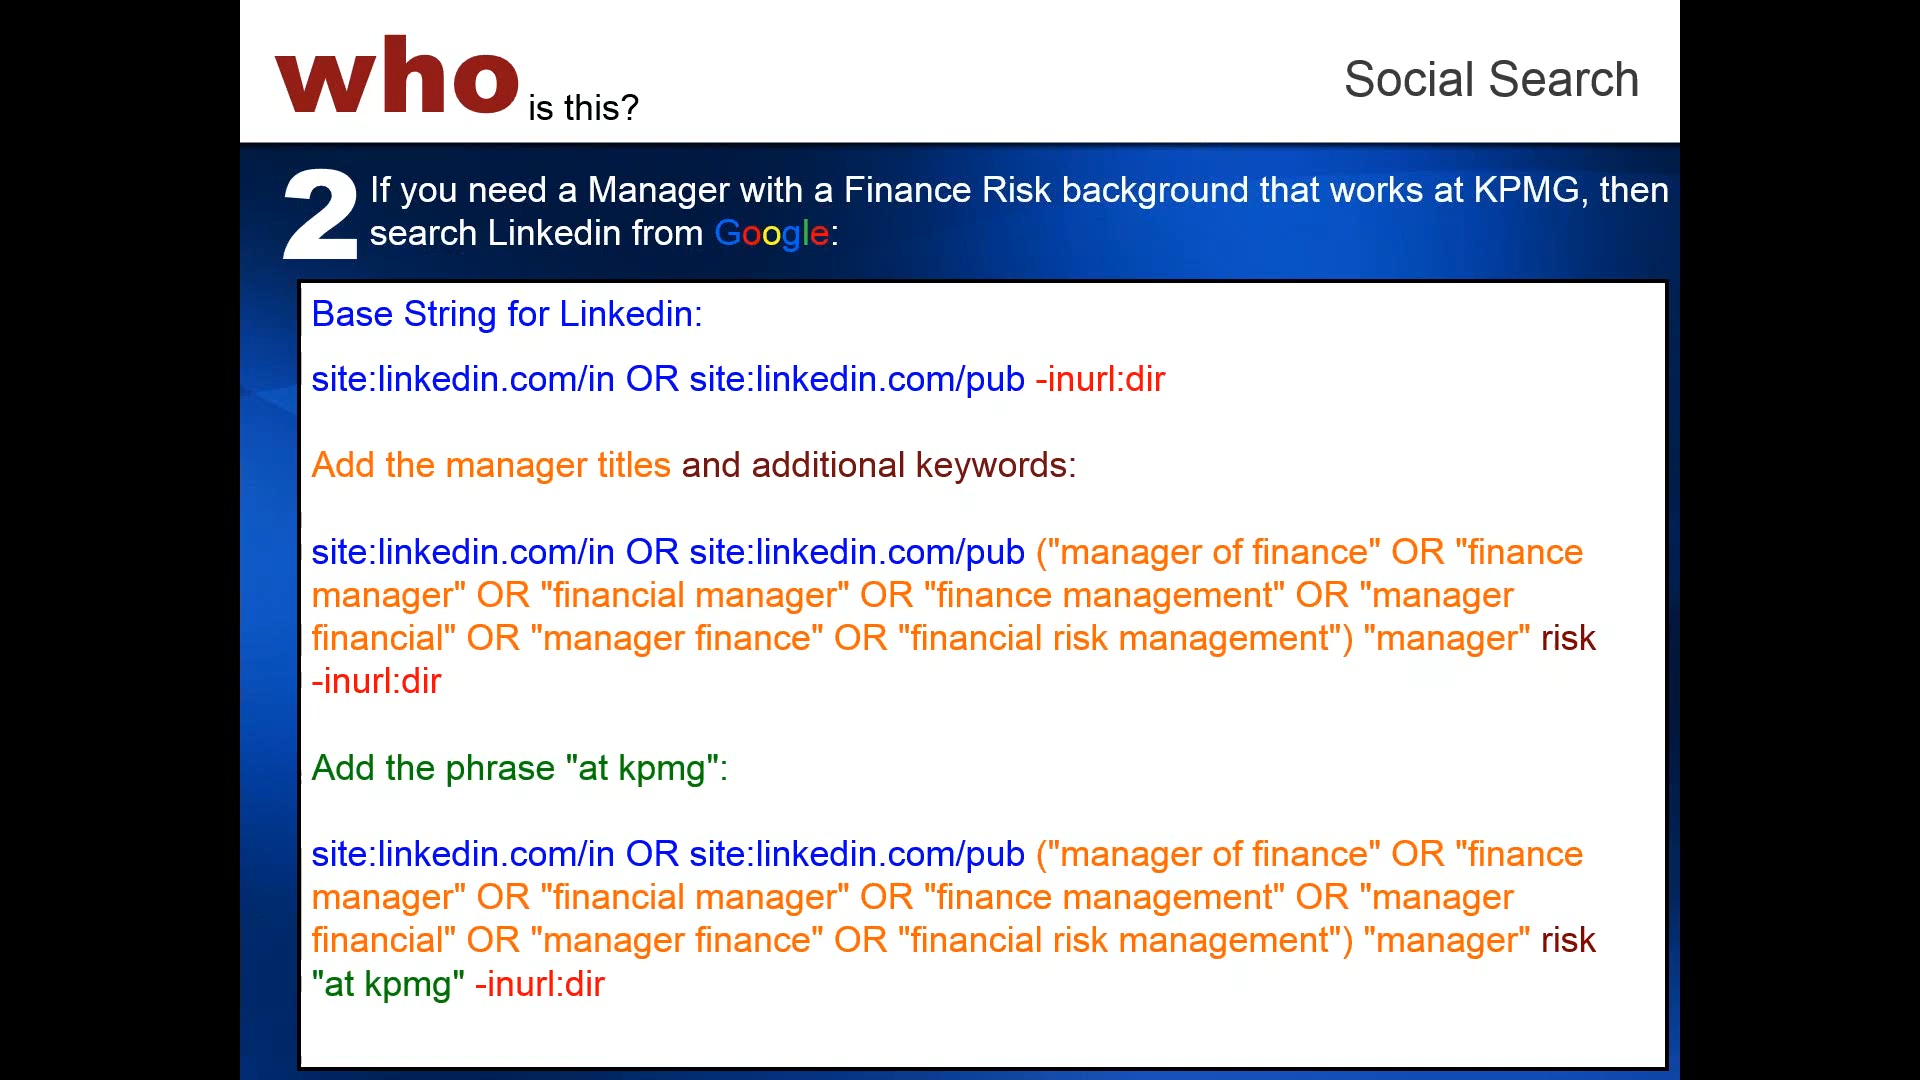 who is this?
Social Search
2
If you need a Manager with a Finance Risk background that works at KPMG, then
search Linkedin from Google:
Base String for Linkedin:
site:linkedin.com/in OR site:linkedin.com/pub -inurl:dir
Add the manager titles and additional keywords:
site:linkedin.com/in OR site:linkedin.com/pub ("manager of finance" OR "finance
manager" OR "financial manager" OR "finance management" OR "manager
financial" OR "manager finance" OR "financial risk management") "manager" risk
-inurl:dir
Add the phrase "at kpmg":
site:linkedin.com/in OR site:linkedin.com/pub ("manager of finance" OR "finance
manager" OR "financial manager" OR "finance management" OR "manager
financial" OR "manager finance" OR "financial risk management") "manager" risk
"at kpmg" -inurl:dir